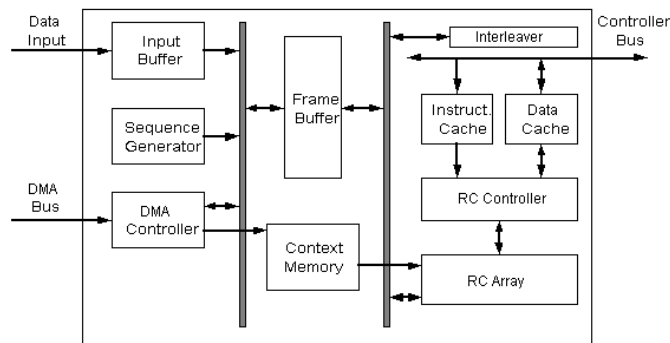 Data
Input
Input
Buffer
Interleaver
Controller
Bus
Frame
Buffer
Instruct.
Cache
Data
Cache
Sequence
Generator
DMA
Bus
DMA
Controller
RC Controller
Context
Memory
RC Array